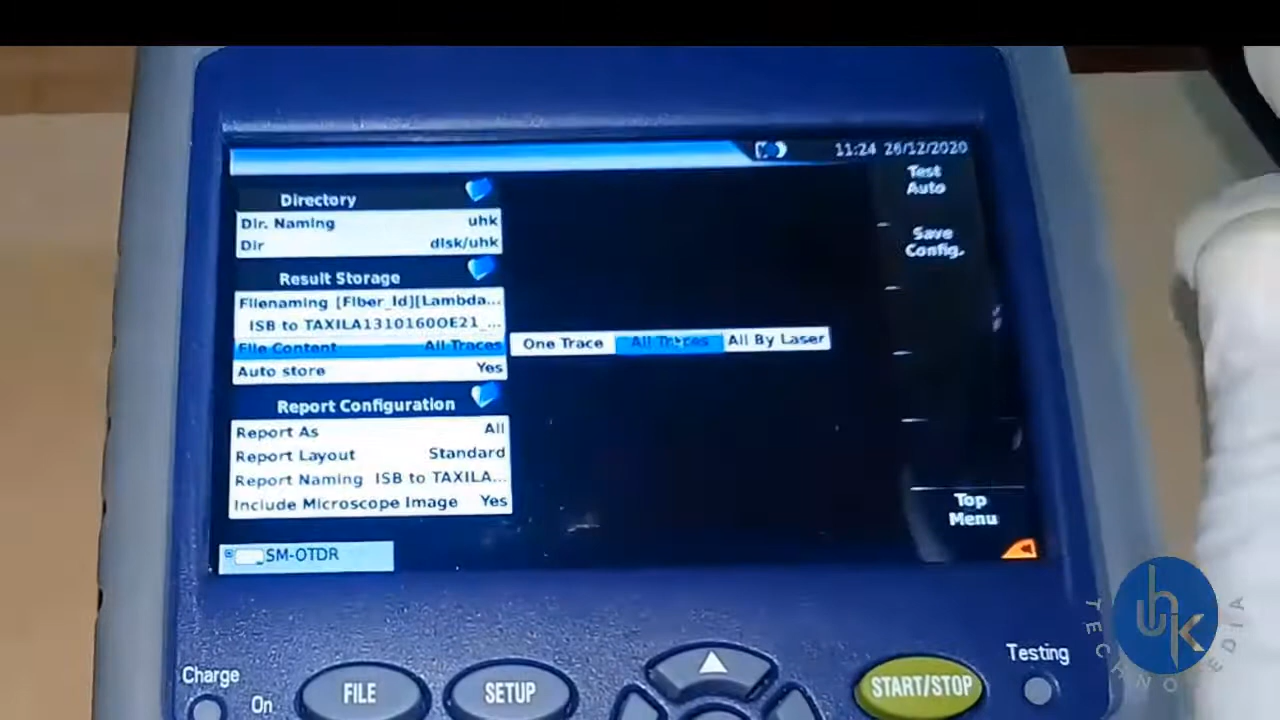 11:24 26/12/2020
Test
Auto
Directory
Dir. Naming uhk
Dir disk/uhk
Save
Config.
Result Storage
Filenaming [Fiber_Id][Lambda...
ISB to TAXILA1310160OE21_...
File Content All Traces
One Trace All Traces All By Laser
Auto store Yes
Report Configuration
Report As All
Report Layout Standard
Report Naming ISB to TAXILA...
Include Microscope Image Yes
Top
Menu
SM-OTDR
Charge
On
FILE
SETUP
START/STOP
Testing
uhk
TECHNOMEDIA